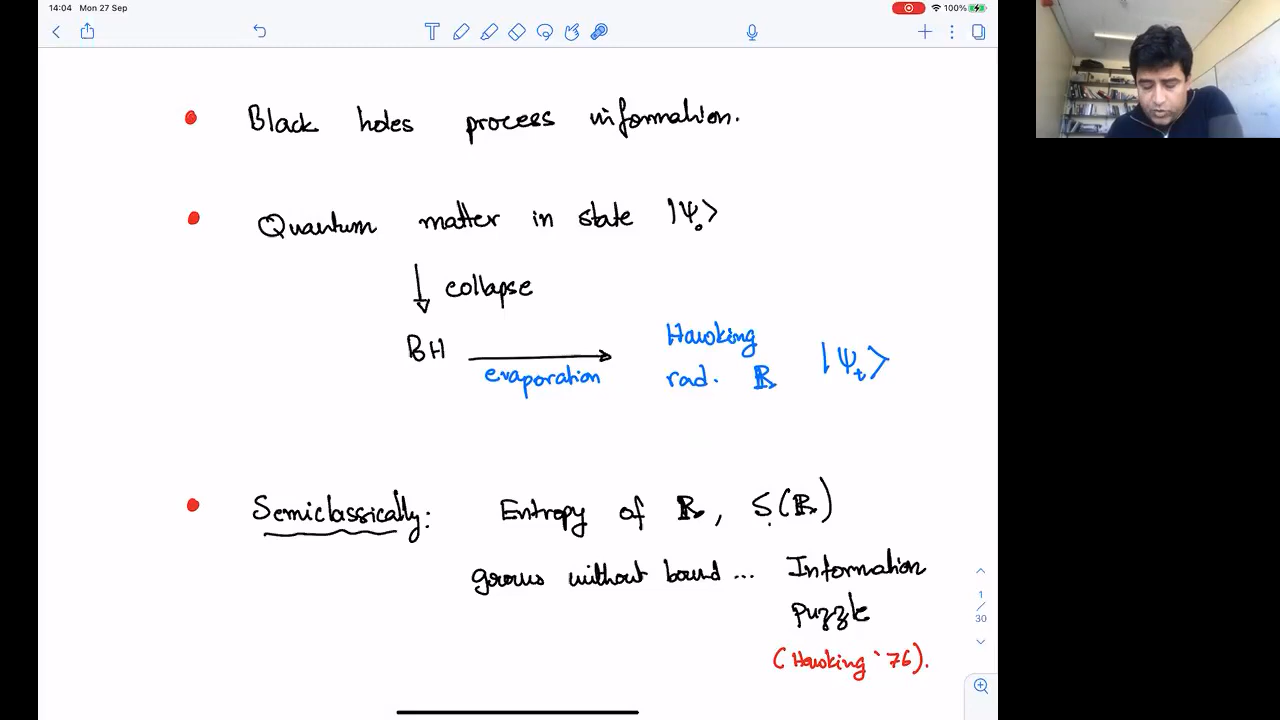 14:04 Mon 27 Sep
100%
Black holes process information.
Quantum matter in state |Ψ₀⟩
↓ collapse
BH → evaporation
Hawking
rad. ℝ |Ψₜ⟩
Semiclassically: Entropy of ℝ, S(ℝ)
grows without bound ... Information
puzzle
(Hawking '76).
1
/
30